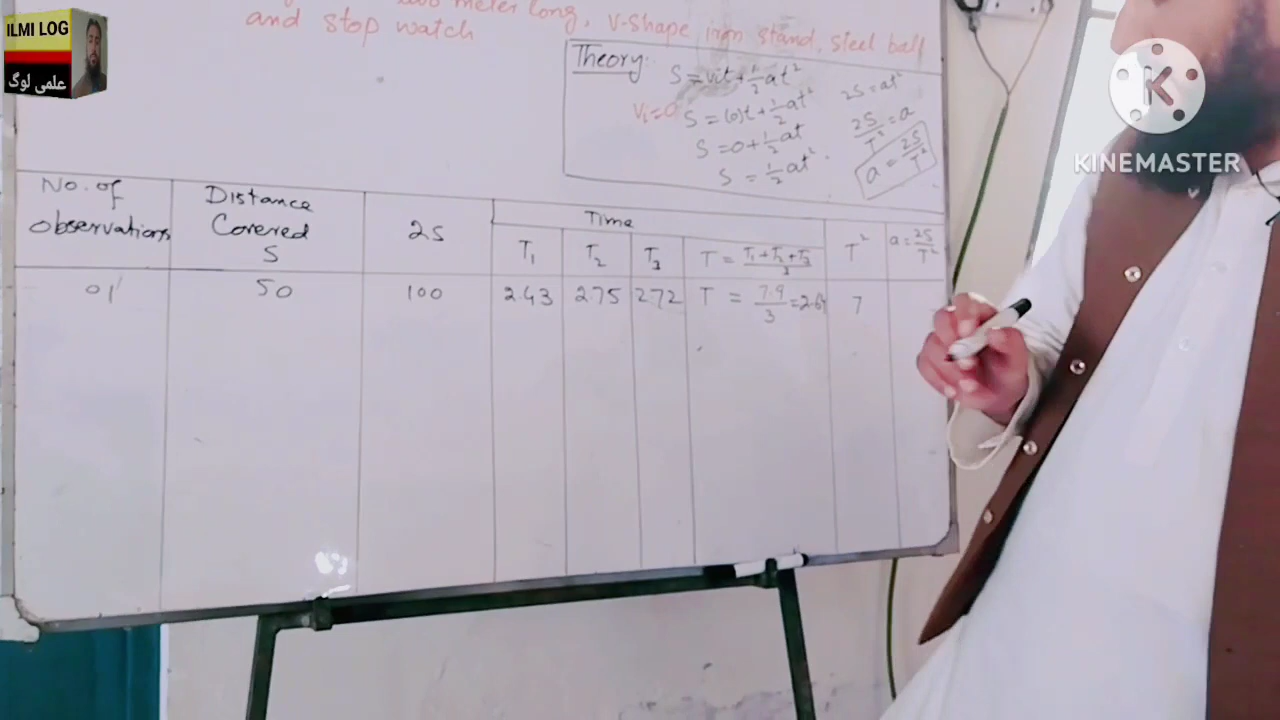 ILMI LOG
علمی لوگ
meter long, V-shape iron stand, steel ball
and stop watch
Theory:
S = vit + 1/2 at²
Vi = 0
S = (0)t + 1/2 at²
S = 0 + 1/2 at
S = 1/2 at²
2S = at²
2S/T² = a
a = 2S/T²
KINEMASTER
No. of observations
Distance Covered S
2S
Time
T1 T2 T3 T = T1+T2+T3/3
T²
a = 2S/T²
01 50 100 2.43 2.75 2.72 T = 7.9/3 = 2.64 7